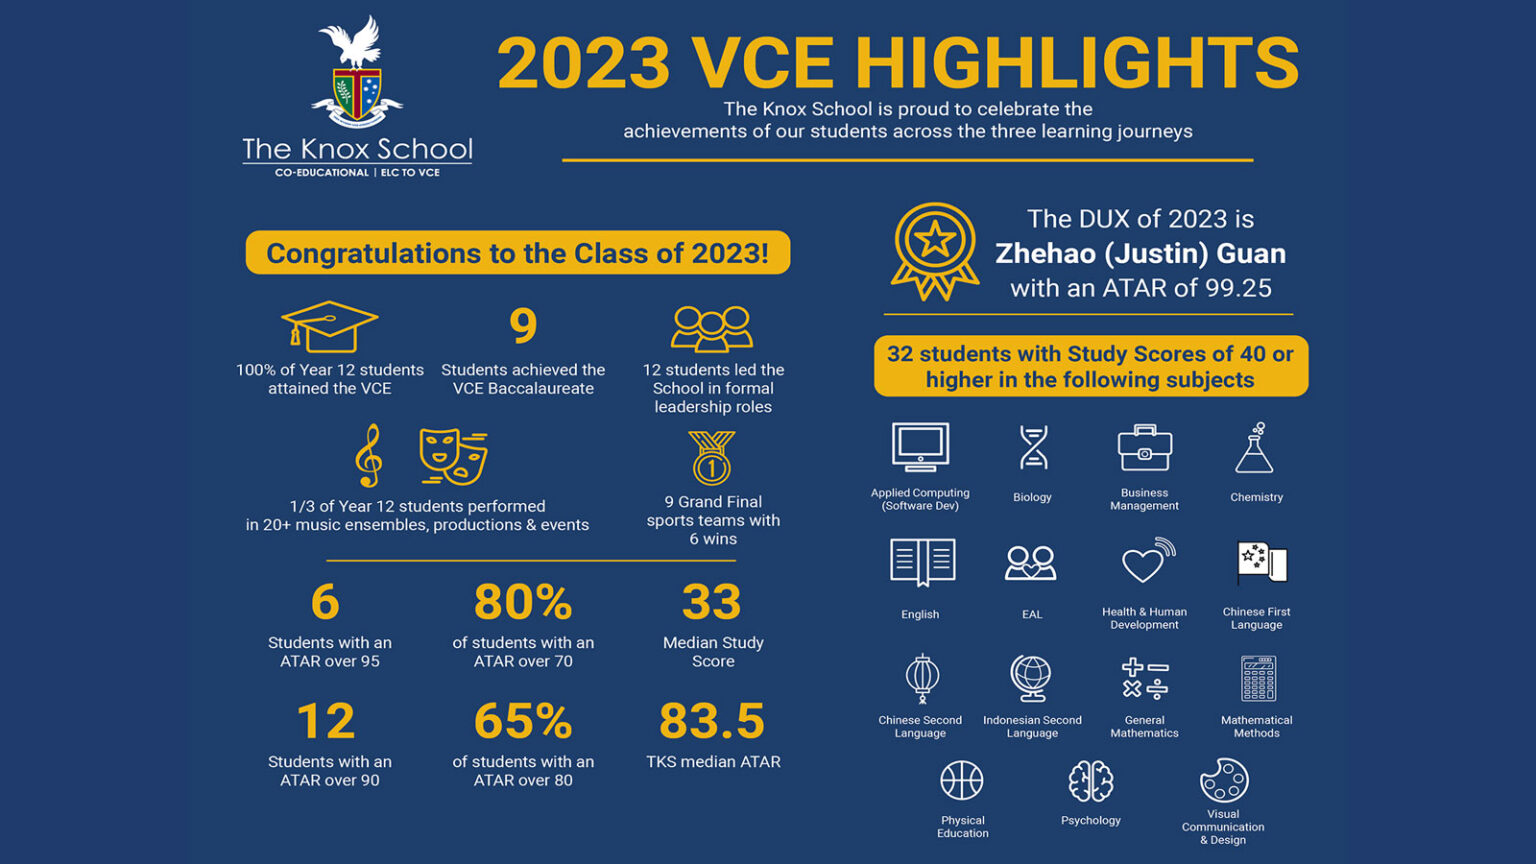 The Knox School
CO-EDUCATIONAL | ELC TO VCE
2023 VCE HIGHLIGHTS
The Knox School is proud to celebrate the
achievements of our students across the three learning journeys
Congratulations to the Class of 2023!
100% of Year 12 students
attained the VCE
9
Students achieved the
VCE Baccalaureate
12 students led the
School in formal
leadership roles
1/3 of Year 12 students performed
in 20+ music ensembles, productions & events
1
9 Grand Final
sports teams with
6 wins
6
Students with an
ATAR over 95
80%
of students with an
ATAR over 70
33
Median Study
Score
12
Students with an
ATAR over 90
65%
of students with an
ATAR over 80
83.5
TKS median ATAR
The DUX of 2023 is
Zhehao (Justin) Guan
with an ATAR of 99.25
32 students with Study Scores of 40 or
higher in the following subjects
Applied Computing
(Software Dev)
Biology
Business
Management
Chemistry
English
EAL
Health & Human
Development
Chinese First
Language
Chinese Second
Language
Indonesian Second
Language
General
Mathematics
Mathematical
Methods
Physical
Education
Psychology
Visual
Communication
& Design